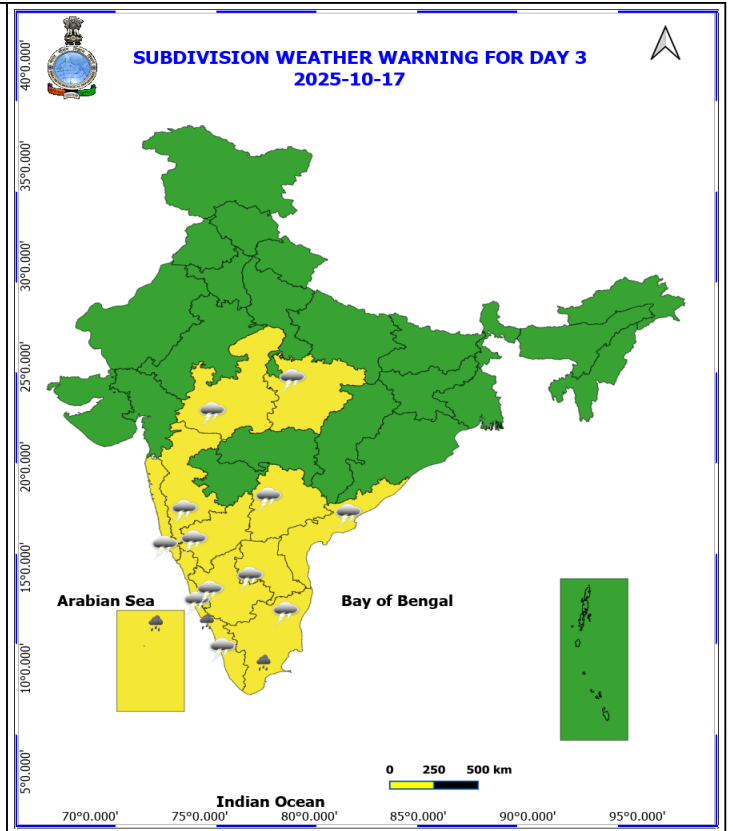 SUBDIVISION WEATHER WARNING FOR DAY 3
2025-10-17
40°0.000'
35°0.000'
30°0.000'
25°0.000'
20°0.000'
15°0.000'
10°0.000'
5°0.000'
Arabian Sea
Bay of Bengal
0 250 500 km
Indian Ocean
70°0.000' 75°0.000' 80°0.000' 85°0.000' 90°0.000' 95°0.000'